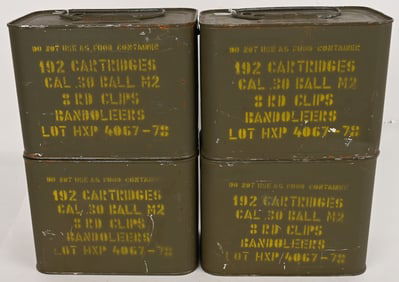 DO NOT USE AS FOOD CONTAINER
192 CARTRIDGES
CAL .30 BALL M2
8 RD CLIPS
BANDOLEERS
LOT HXP 4067-78
DO NOT USE AS FOOD CONTAINER
192 CARTRIDGES
CAL .30 BALL M2
8 RD CLIPS
BANDOLEERS
LOT HXP 4067-78
DO NOT USE AS FOOD CONTAINER
192 CARTRIDGES
CAL .30 BALL M2
8 RD CLIPS
BANDOLEERS
LOT HXP 4067-78
DO NOT USE AS FOOD CONTAINER
192 CARTRIDGES
CAL .30 BALL M2
8 RD CLIPS
BANDOLEERS
LOT HXP 4067-78